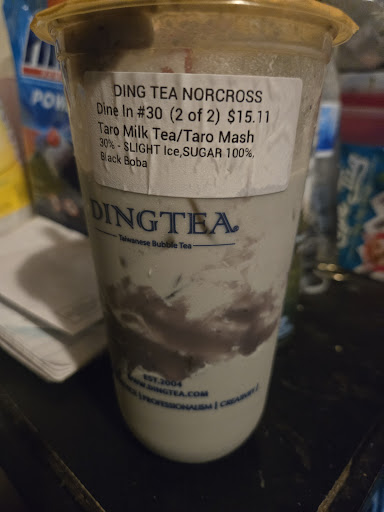 DING TEA NORCROSS
Dine In #30 (2 of 2) $15.11
Taro Milk Tea/Taro Mash
30% - SLIGHT Ice,SUGAR 100%,
Black Boba
DINGTEA
Taiwanese Bubble Tea
EST.2004
WWW.DINGTEA.COM
| PROFESSIONALISM | CREATIVITY